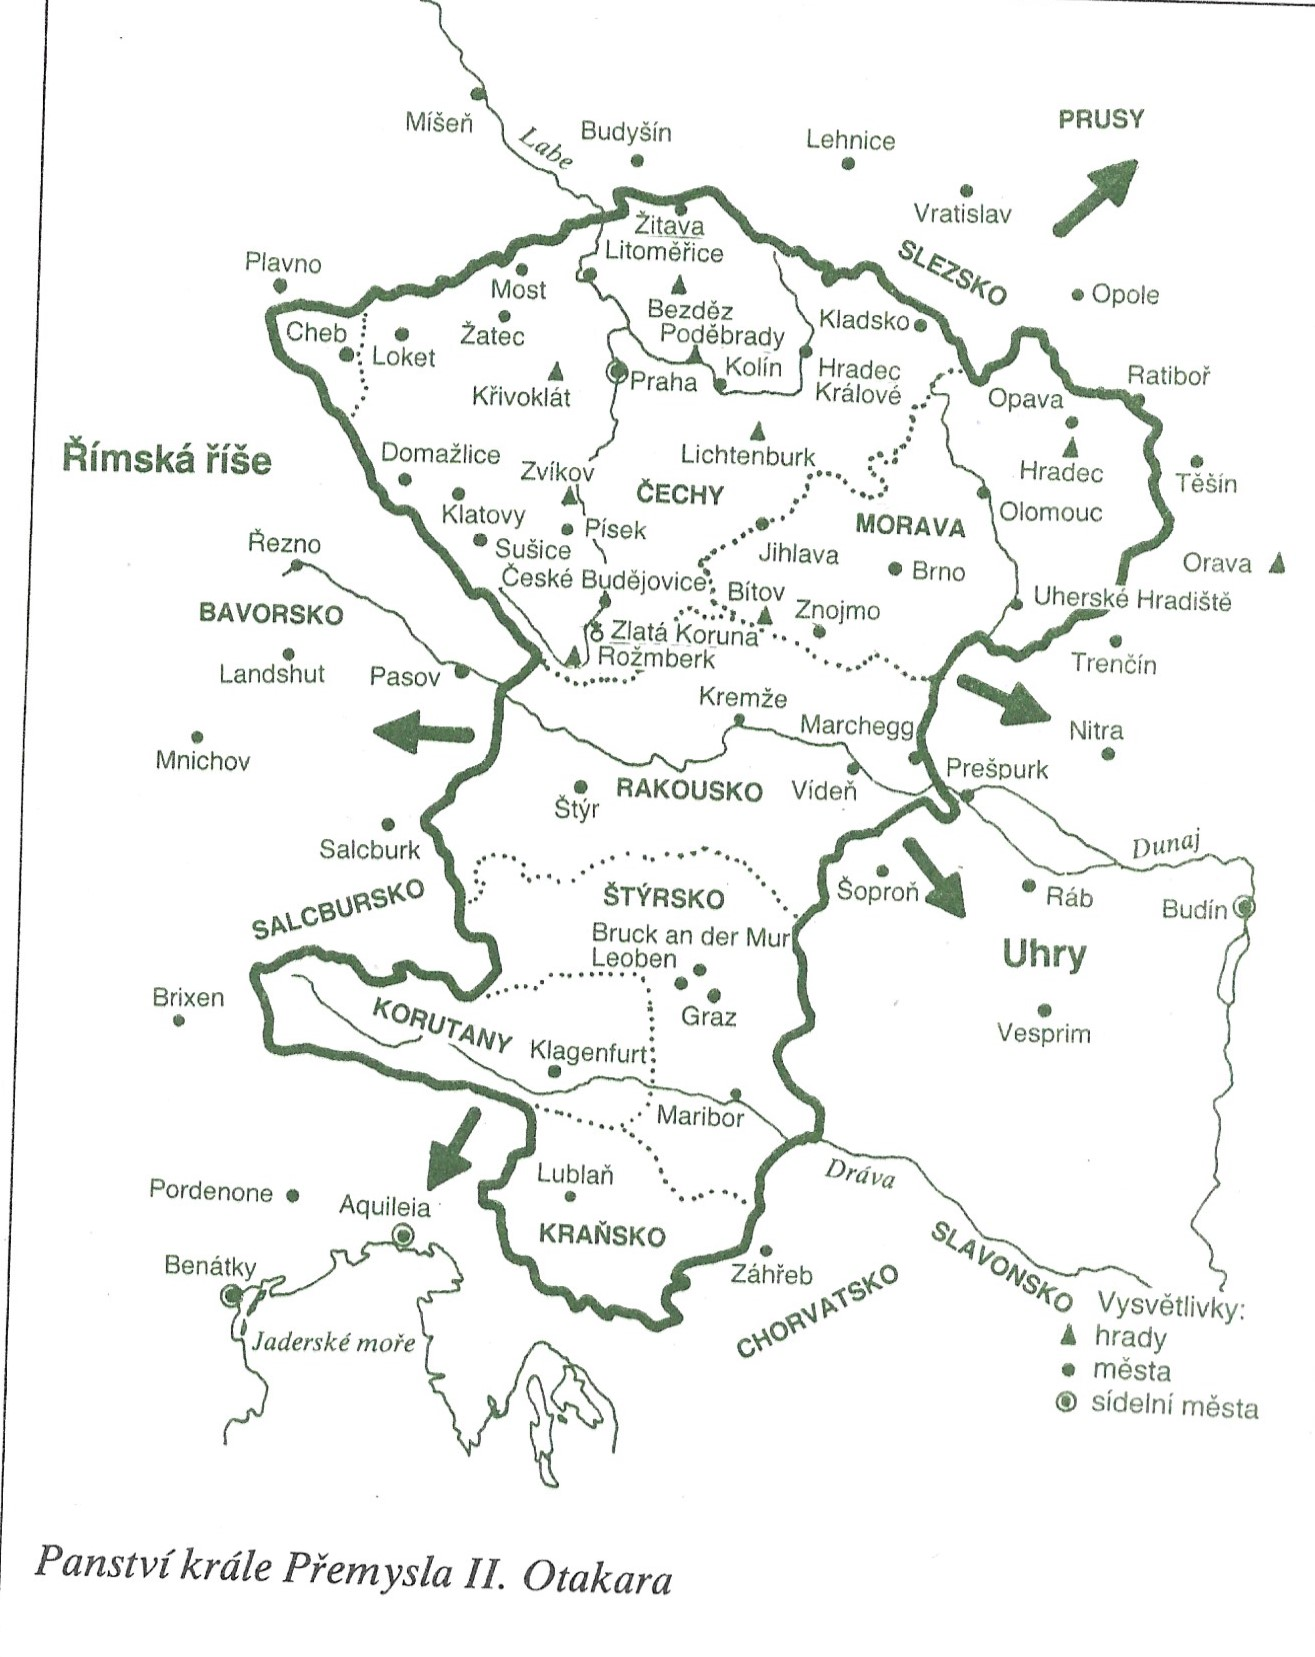 Míšeň
Labe
Budyšín
Lehnice
PRUSY
Vratislav
SLEZSKO
Opole
Plavno
Žitava
Litoměřice
Most
Bezděz
Kladsko
Cheb
Loket
Žatec
Poděbrady
Křivoklát
Praha
Kolín
Hradec
Králové
Opava
Ratiboř
Římská říše
Domažlice
Zvíkov
Lichtenburk
Hradec
Těšín
ČECHY
Klatovy
Písek
MORAVA
Olomouc
Řezno
Sušice
Jihlava
Brno
Orava
České Budějovice
Bítov
Znojmo
Uherské Hradiště
BAVORSKO
Zlatá Koruna
Rožmberk
Trenčín
Landshut
Pasov
Kremže
Marchegg
Nitra
Mnichov
Prešpurk
RAKOUSKO
Vídeň
Štýr
Salcburk
Dunaj
Šoproň
Ráb
Budín
SALCBURSKO
ŠTÝRSKO
Bruck an der Mur
Leoben
Uhry
Brixen
KORUTANY
Graz
Vesprim
Klagenfurt
Maribor
Dráva
Lublaň
Pordenone
Aquileia
KRAŇSKO
SLAVONSKO
Benátky
Záhřeb
CHORVATSKO
Jaderské moře
Vysvětlivky:
hrady
města
sídelní města
Panství krále Přemysla II. Otakara